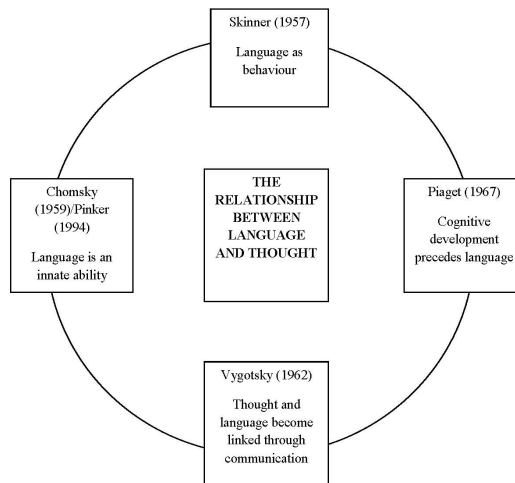 Skinner (1957)
Language as
behaviour
Chomsky
(1959)/Pinker
(1994)
Language is an
innate ability
THE
RELATIONSHIP
BETWEEN
LANGUAGE
AND THOUGHT
Piaget (1967)
Cognitive
development
precedes language
Vygotsky (1962)
Thought and
language become
linked through
communication